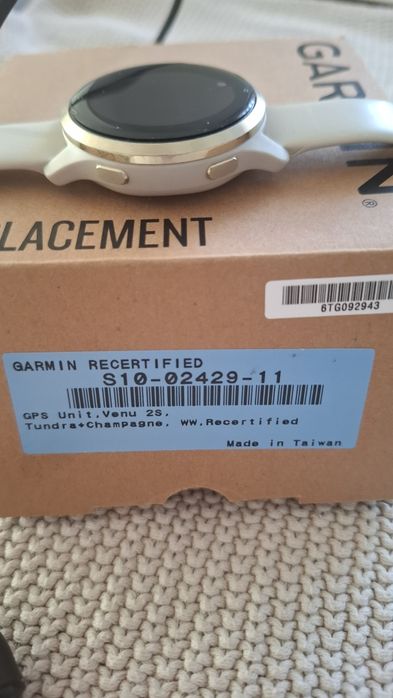 GAR
N®
LACEMENT
6TG092943
GARMIN RECERTIFIED
S10-02429-11
GPS Unit,Venu 2S,
Tundra+Champagne, WW,Recertified
Made in Taiwan